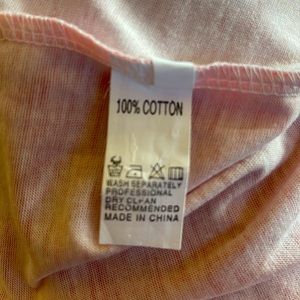 100% COTTON
WASH SEPARATELY
PROFESSIONAL
DRY CLEAN
RECOMMENDED
MADE IN CHINA